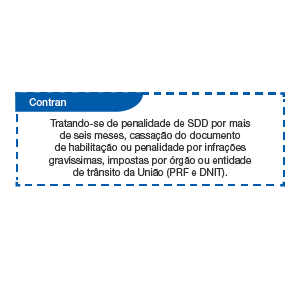 Contran
Tratando-se de penalidade de SDD por mais
de seis meses, cassação do documento
de habilitação ou penalidade por infrações
gravíssimas, impostas por órgão ou entidade
de trânsito da União (PRF e DNIT).